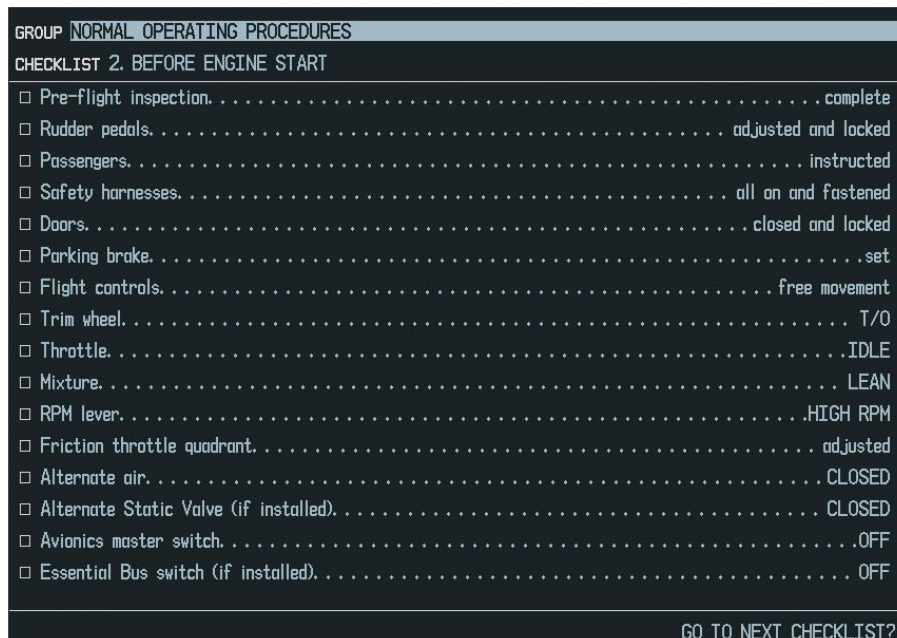 GROUP NORMAL OPERATING PROCEDURES
CHECKLIST 2. BEFORE ENGINE START
□ Pre-flight inspection. . . . . . . . . . . . . . . . . . . . . . . . . . . . . . complete
□ Rudder pedals. . . . . . . . . . . . . . . . . . . . . . . . . . . . . . adjusted and locked
□ Passengers. . . . . . . . . . . . . . . . . . . . . . . . . . . . . . instructed
□ Safety harnesses. . . . . . . . . . . . . . . . . . . . . . . . . . . . . . all on and fastened
□ Doors. . . . . . . . . . . . . . . . . . . . . . . . . . . . . . closed and locked
□ Parking brake. . . . . . . . . . . . . . . . . . . . . . . . . . . . . . set
□ Flight controls. . . . . . . . . . . . . . . . . . . . . . . . . . . . . . free movement
□ Trim wheel. . . . . . . . . . . . . . . . . . . . . . . . . . . . . . T/O
□ Throttle. . . . . . . . . . . . . . . . . . . . . . . . . . . . . . IDLE
□ Mixture. . . . . . . . . . . . . . . . . . . . . . . . . . . . . . LEAN
□ RPM lever. . . . . . . . . . . . . . . . . . . . . . . . . . . . . . HIGH RPM
□ Friction throttle quadrant. . . . . . . . . . . . . . . . . . . . . . . . . . . . . . adjusted
□ Alternate air. . . . . . . . . . . . . . . . . . . . . . . . . . . . . . CLOSED
□ Alternate Static Valve (if installed). . . . . . . . . . . . . . . . . . . . . . . . . . . . . . CLOSED
□ Avionics master switch. . . . . . . . . . . . . . . . . . . . . . . . . . . . . . OFF
□ Essential Bus switch (if installed). . . . . . . . . . . . . . . . . . . . . . . . . . . . . . OFF
GO TO NEXT CHECKLIST?